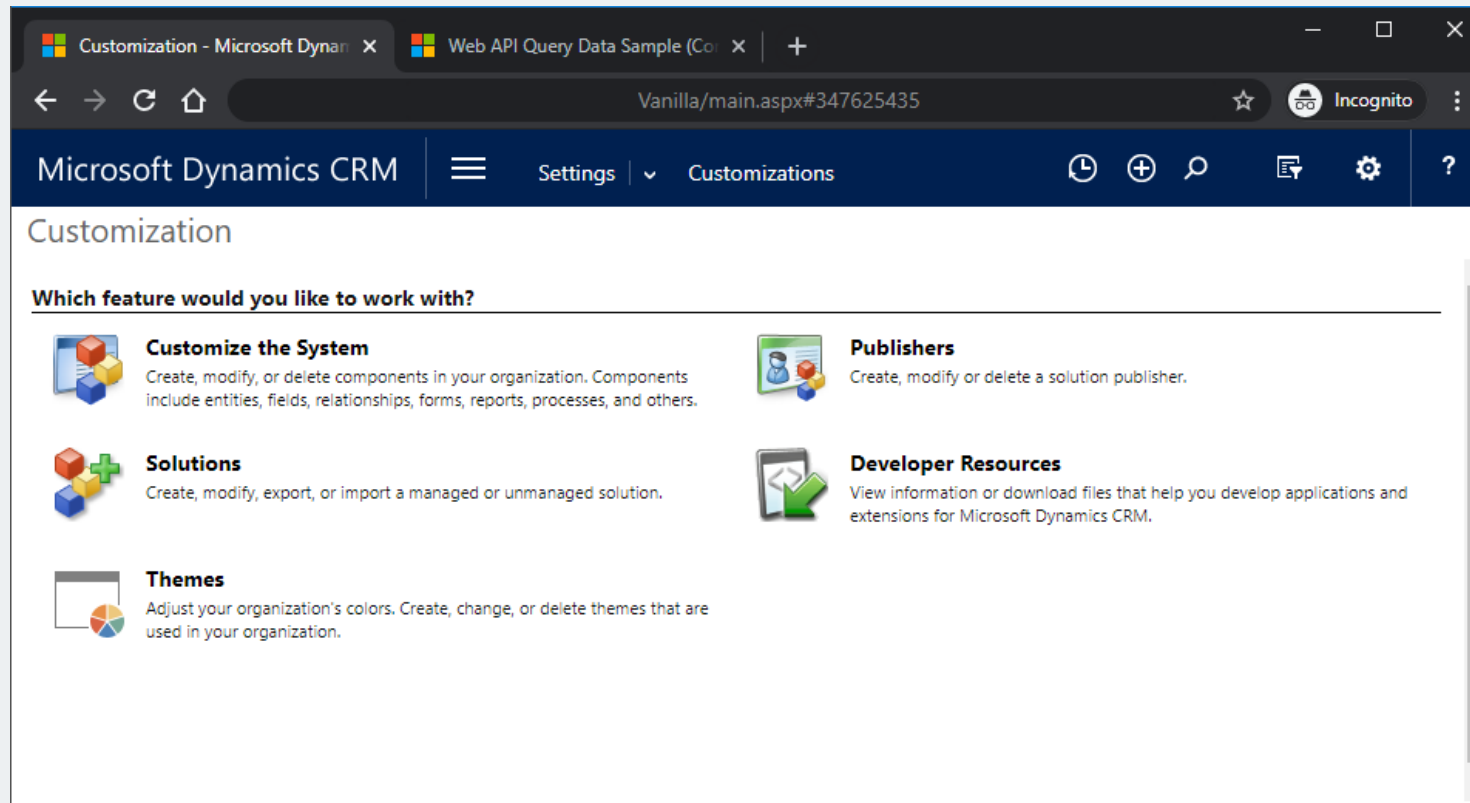 Customization - Microsoft Dynam
Web API Query Data Sample (Co
Vanilla/main.aspx#347625435
Incognito
Microsoft Dynamics CRM
Settings
Customizations
?
Customization
Which feature would you like to work with?
Customize the System
Create, modify, or delete components in your organization. Components
include entities, fields, relationships, forms, reports, processes, and others.
Publishers
Create, modify or delete a solution publisher.
Solutions
Create, modify, export, or import a managed or unmanaged solution.
Developer Resources
View information or download files that help you develop applications and
extensions for Microsoft Dynamics CRM.
Themes
Adjust your organization's colors. Create, change, or delete themes that are
used in your organization.